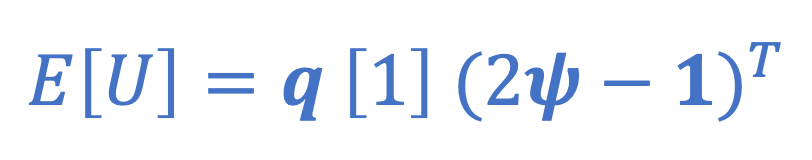 E[U] = q [1] (2ψ − 1)ᵀ